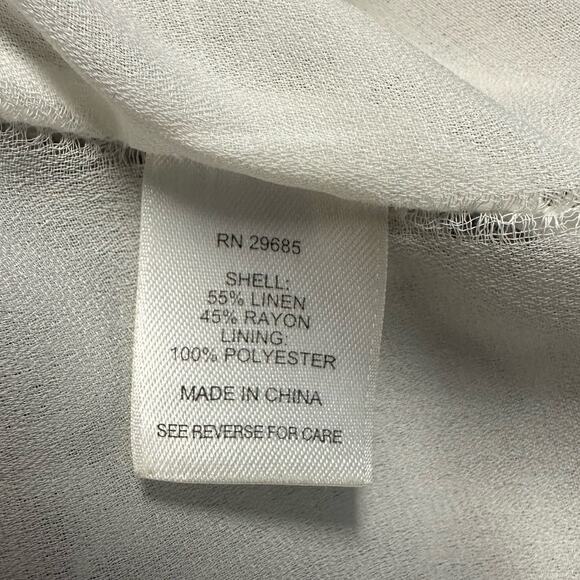 RN 29685
SHELL:
55% LINEN
45% RAYON
LINING:
100% POLYESTER
MADE IN CHINA
SEE REVERSE FOR CARE